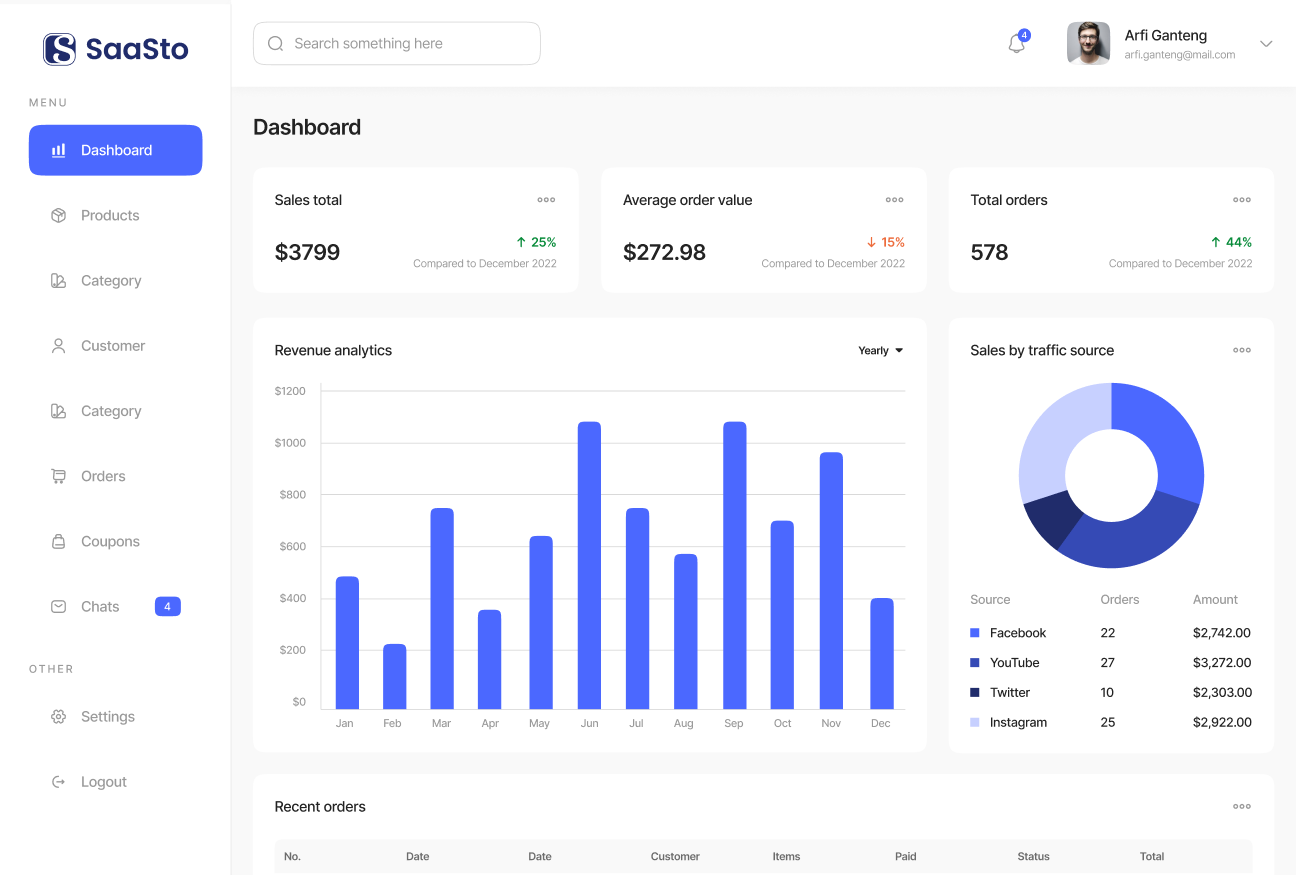 SaaSto
MENU
Dashboard
Products
Category
Customer
Category
Orders
Coupons
Chats 4
OTHER
Settings
Logout
Search something here
4
Arfi Ganteng
arfi.ganteng@mail.com
Dashboard
Sales total
$3799
↑ 25%
Compared to December 2022
Average order value
$272.98
↓ 15%
Compared to December 2022
Total orders
578
↑ 44%
Compared to December 2022
Revenue analytics
Yearly
$1200
$1000
$800
$600
$400
$200
$0
Jan Feb Mar Apr May Jun Jul Aug Sep Oct Nov Dec
Sales by traffic source
Source Orders Amount
Facebook 22 $2,742.00
YouTube 27 $3,272.00
Twitter 10 $2,303.00
Instagram 25 $2,922.00
Recent orders
No. Date Date Customer Items Paid Status Total